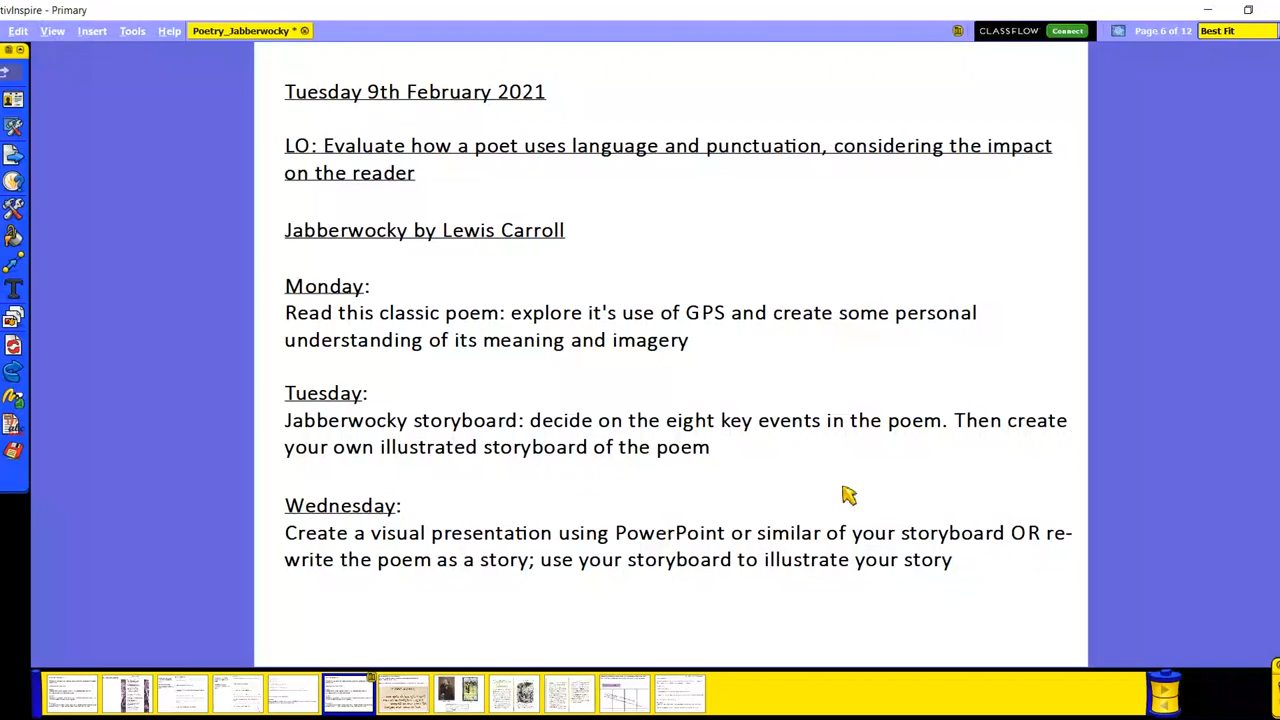 tivInspire - Primary
Edit View Insert Tools Help Poetry_Jabberwocky * CLASSFLOW Connect Page 6 of 12 Best Fit
Tuesday 9th February 2021
LO: Evaluate how a poet uses language and punctuation, considering the impact
on the reader
Jabberwocky by Lewis Carroll
Monday:
Read this classic poem: explore it's use of GPS and create some personal
understanding of its meaning and imagery
Tuesday:
Jabberwocky storyboard: decide on the eight key events in the poem. Then create
your own illustrated storyboard of the poem
Wednesday:
Create a visual presentation using PowerPoint or similar of your storyboard OR re-
write the poem as a story; use your storyboard to illustrate your story